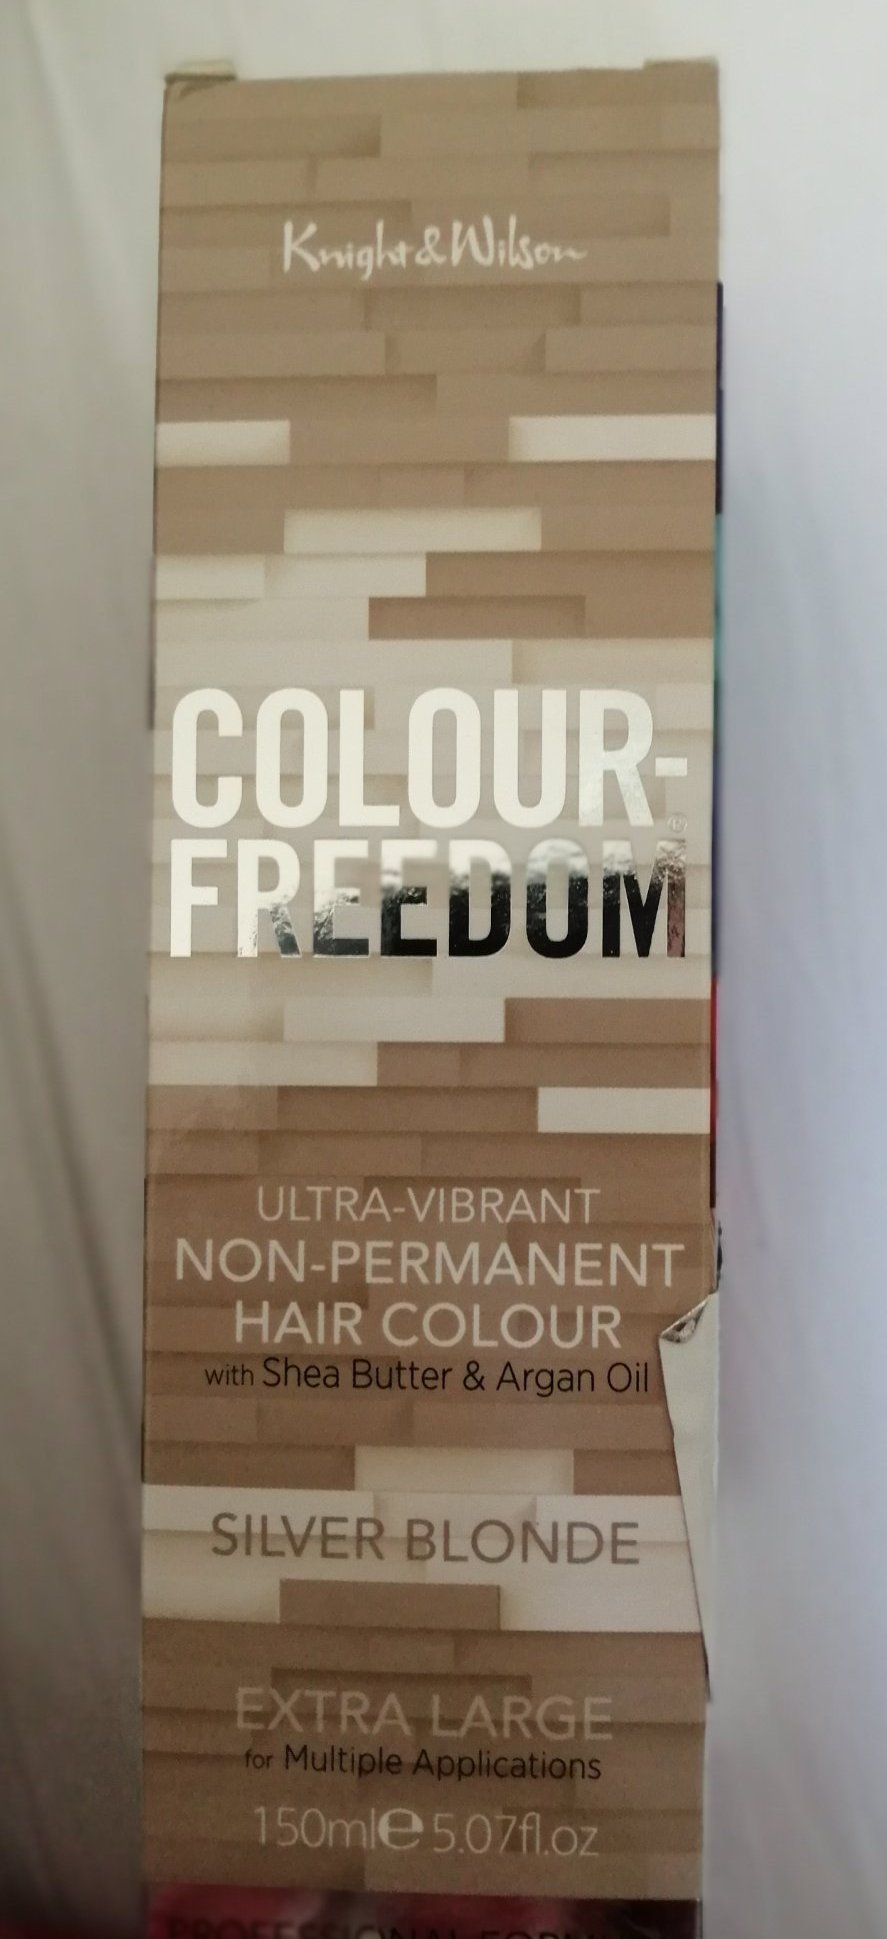 Knight & Wilson
COLOUR-
FREEDOM®
ULTRA-VIBRANT
NON-PERMANENT
HAIR COLOUR
with Shea Butter & Argan Oil
SILVER BLONDE
EXTRA LARGE
for Multiple Applications
150ml℮ 5.07fl.oz
PROFESSIONAL